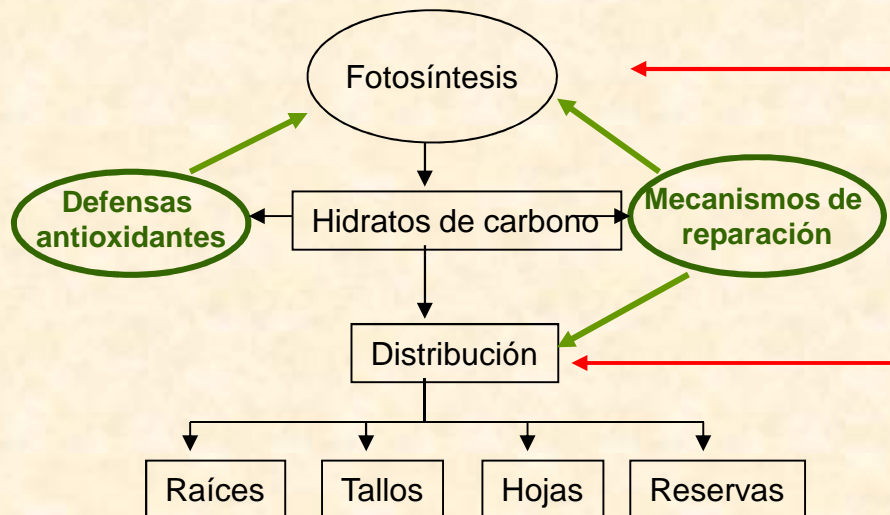 Fotosíntesis
Defensas
antioxidantes
Hidratos de carbono
Mecanismos de
reparación
Distribución
Raíces
Tallos
Hojas
Reservas